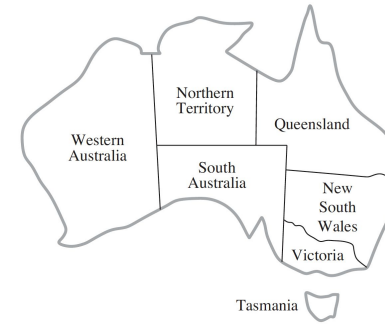 Northern
Territory
Western
Australia
Queensland
South
Australia
New
South
Wales
Victoria
Tasmania